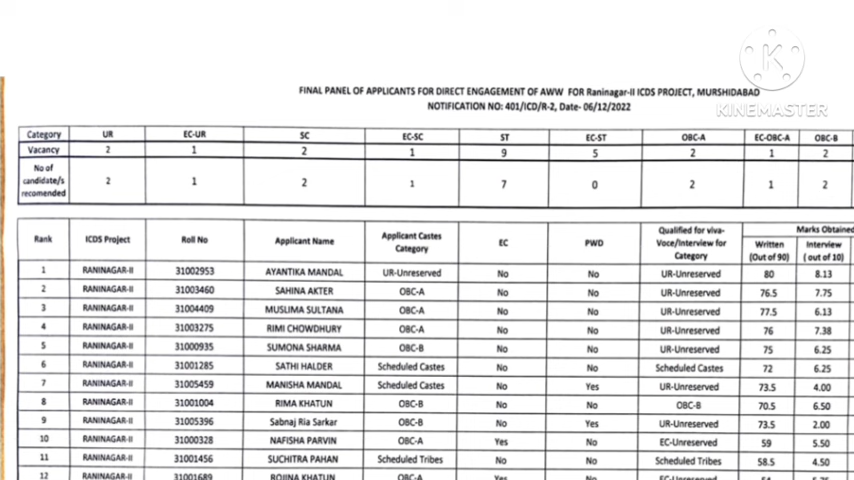 K
KINEMASTER
FINAL PANEL OF APPLICANTS FOR DIRECT ENGAGEMENT OF AWW FOR Raninagar-II ICDS PROJECT, MURSHIDABAD
NOTIFICATION NO: 401/ICD/R-2, Date- 06/12/2022
Category UR EC-UR SC EC-SC ST EC-ST OBC-A EC-OBC-A OBC-B
Vacancy 2 1 2 1 9 5 2 1 2
No of candidate/s recomended 2 1 2 1 7 0 2 1 2
Rank ICDS Project Roll No Applicant Name Applicant Castes Category EC PWD Qualified for viva-Voce/Interview for Category Marks Obtained
Written (Out of 90) Interview ( out of 10)
1 RANINAGAR-II 31002953 AYANTIKA MANDAL UR-Unreserved No No UR-Unreserved 80 8.13
2 RANINAGAR-II 31003460 SAHINA AKTER OBC-A No No UR-Unreserved 76.5 7.75
3 RANINAGAR-II 31004409 MUSLIMA SULTANA OBC-A No No UR-Unreserved 77.5 6.13
4 RANINAGAR-II 31003275 RIMI CHOWDHURY OBC-A No No UR-Unreserved 76 7.38
5 RANINAGAR-II 31000935 SUMONA SHARMA OBC-B No No UR-Unreserved 75 6.25
6 RANINAGAR-II 31001285 SATHI HALDER Scheduled Castes No No Scheduled Castes 72 6.25
7 RANINAGAR-II 31005459 MANISHA MANDAL Scheduled Castes No Yes UR-Unreserved 73.5 4.00
8 RANINAGAR-II 31001004 RIMA KHATUN OBC-B No No OBC-B 70.5 6.50
9 RANINAGAR-II 31005396 Sabnaj Ria Sarkar OBC-B No Yes UR-Unreserved 73.5 2.00
10 RANINAGAR-II 31000328 NAFISHA PARVIN OBC-A Yes No EC-Unreserved 59 5.50
11 RANINAGAR-II 31001456 SUCHITRA PAHAN Scheduled Tribes No No Scheduled Tribes 58.5 4.50
12 RANINAGAR-II 31001689 ROJINA KHATUN OBC-A Yes No EC-Unreserved